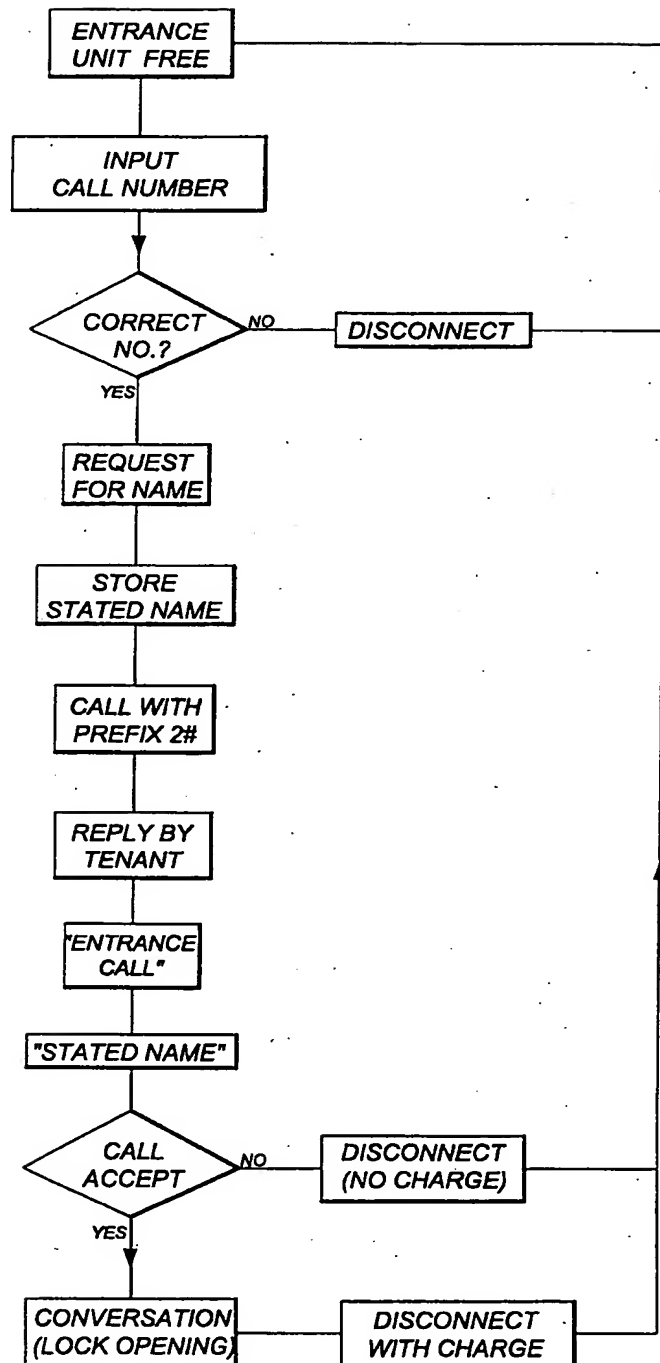 ENTRANCE
UNIT FREE
INPUT
CALL NUMBER
CORRECT
NO.?
NO
DISCONNECT
YES
REQUEST
FOR NAME
STORE
STATED NAME
CALL WITH
PREFIX 2#
REPLY BY
TENANT
"ENTRANCE
CALL"
"STATED NAME"
CALL
ACCEPT
NO
DISCONNECT
(NO CHARGE)
YES
CONVERSATION
(LOCK OPENING)
DISCONNECT
WITH CHARGE